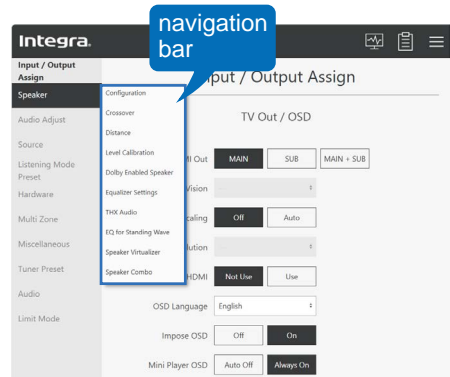 navigation
bar
Integra.
Input / Output
Assign
Speaker
Audio Adjust
Source
Listening Mode
Preset
Hardware
Multi Zone
Miscellaneous
Tuner Preset
Audio
Limit Mode
Configuration
Crossover
Distance
Level Calibration
Dolby Enabled Speaker
Equalizer Settings
THX Audio
EQ for Standing Wave
Speaker Virtualizer
Speaker Combo
put / Output Assign
TV Out / OSD
MI Out MAIN SUB MAIN + SUB
Vision
caling Off Auto
lution
HDMI Not Use Use
OSD Language English
Impose OSD Off On
Mini Player OSD Auto Off Always On